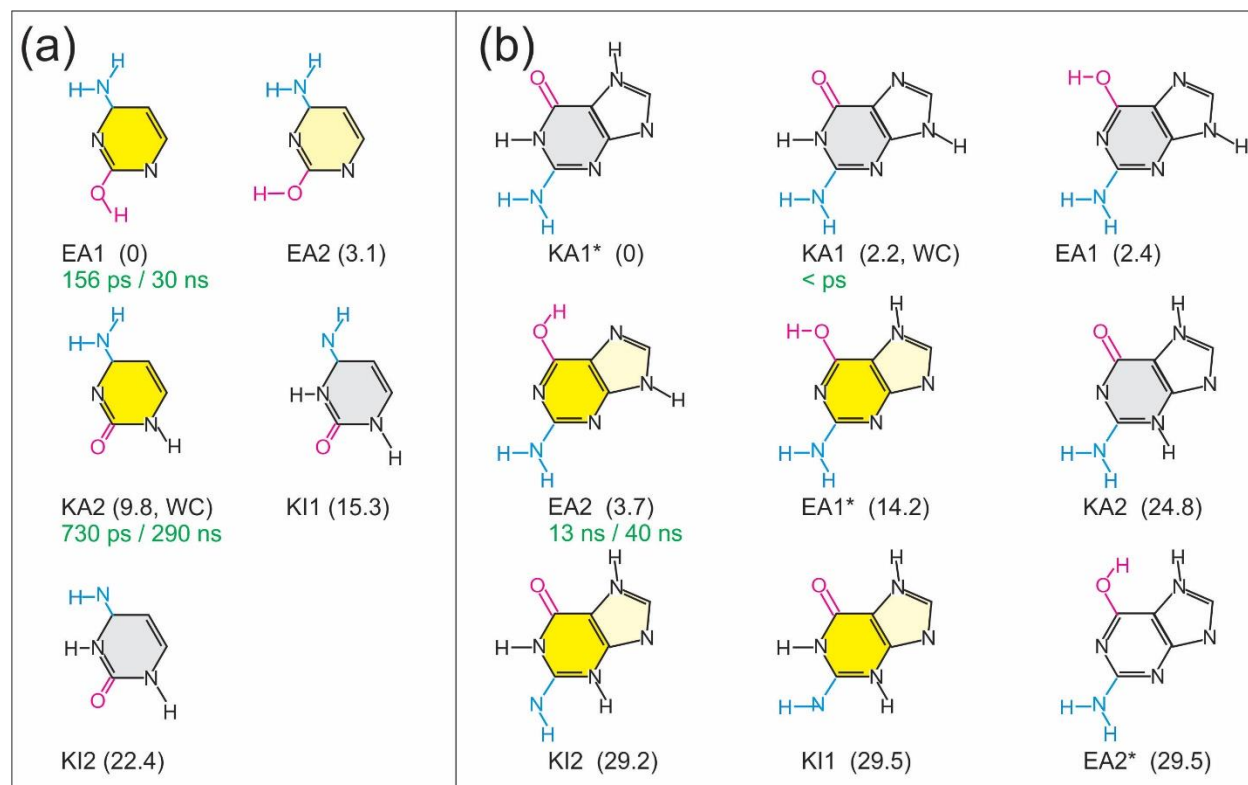 (a)
EA1 (0)
156 ps / 30 ns
EA2 (3.1)
KA2 (9.8, WC)
730 ps / 290 ns
KI1 (15.3)
KI2 (22.4)
(b)
KA1* (0)
KA1 (2.2, WC)
< ps
EA1 (2.4)
EA2 (3.7)
13 ns / 40 ns
EA1* (14.2)
KA2 (24.8)
KI2 (29.2)
KI1 (29.5)
EA2* (29.5)